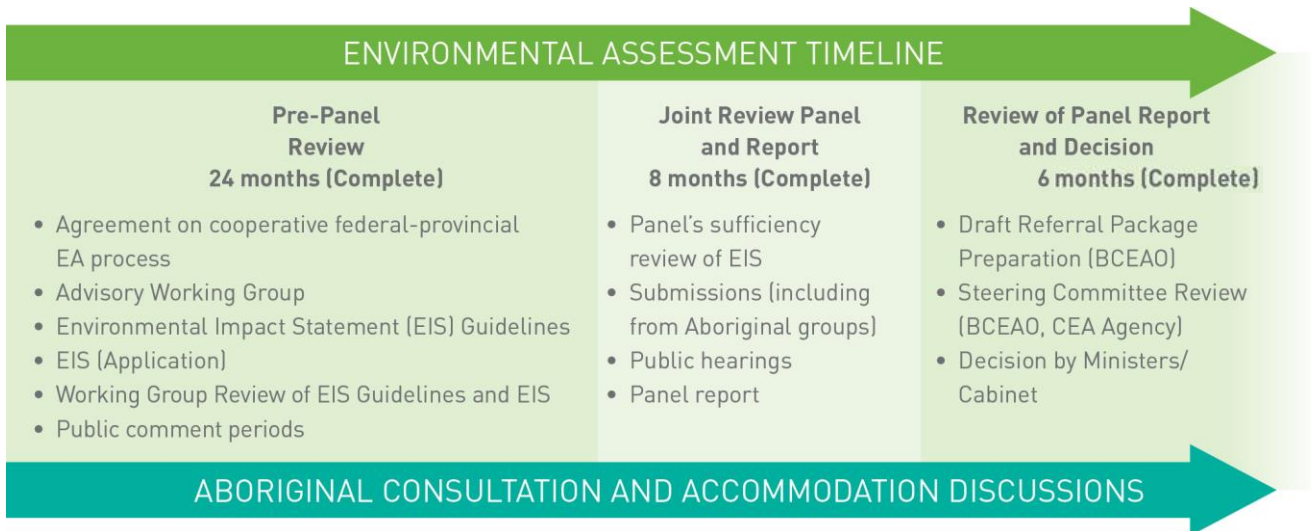 ENVIRONMENTAL ASSESSMENT TIMELINE
Pre-Panel
Review
24 months (Complete)
• Agreement on cooperative federal-provincial
EA process
• Advisory Working Group
• Environmental Impact Statement (EIS) Guidelines
• EIS (Application)
• Working Group Review of EIS Guidelines and EIS
• Public comment periods
Joint Review Panel
and Report
8 months (Complete)
• Panel’s sufficiency
review of EIS
• Submissions (including
from Aboriginal groups)
• Public hearings
• Panel report
Review of Panel Report
and Decision
6 months (Complete)
• Draft Referral Package
Preparation (BCEAO)
• Steering Committee Review
(BCEAO, CEA Agency)
• Decision by Ministers/
Cabinet
ABORIGINAL CONSULTATION AND ACCOMMODATION DISCUSSIONS